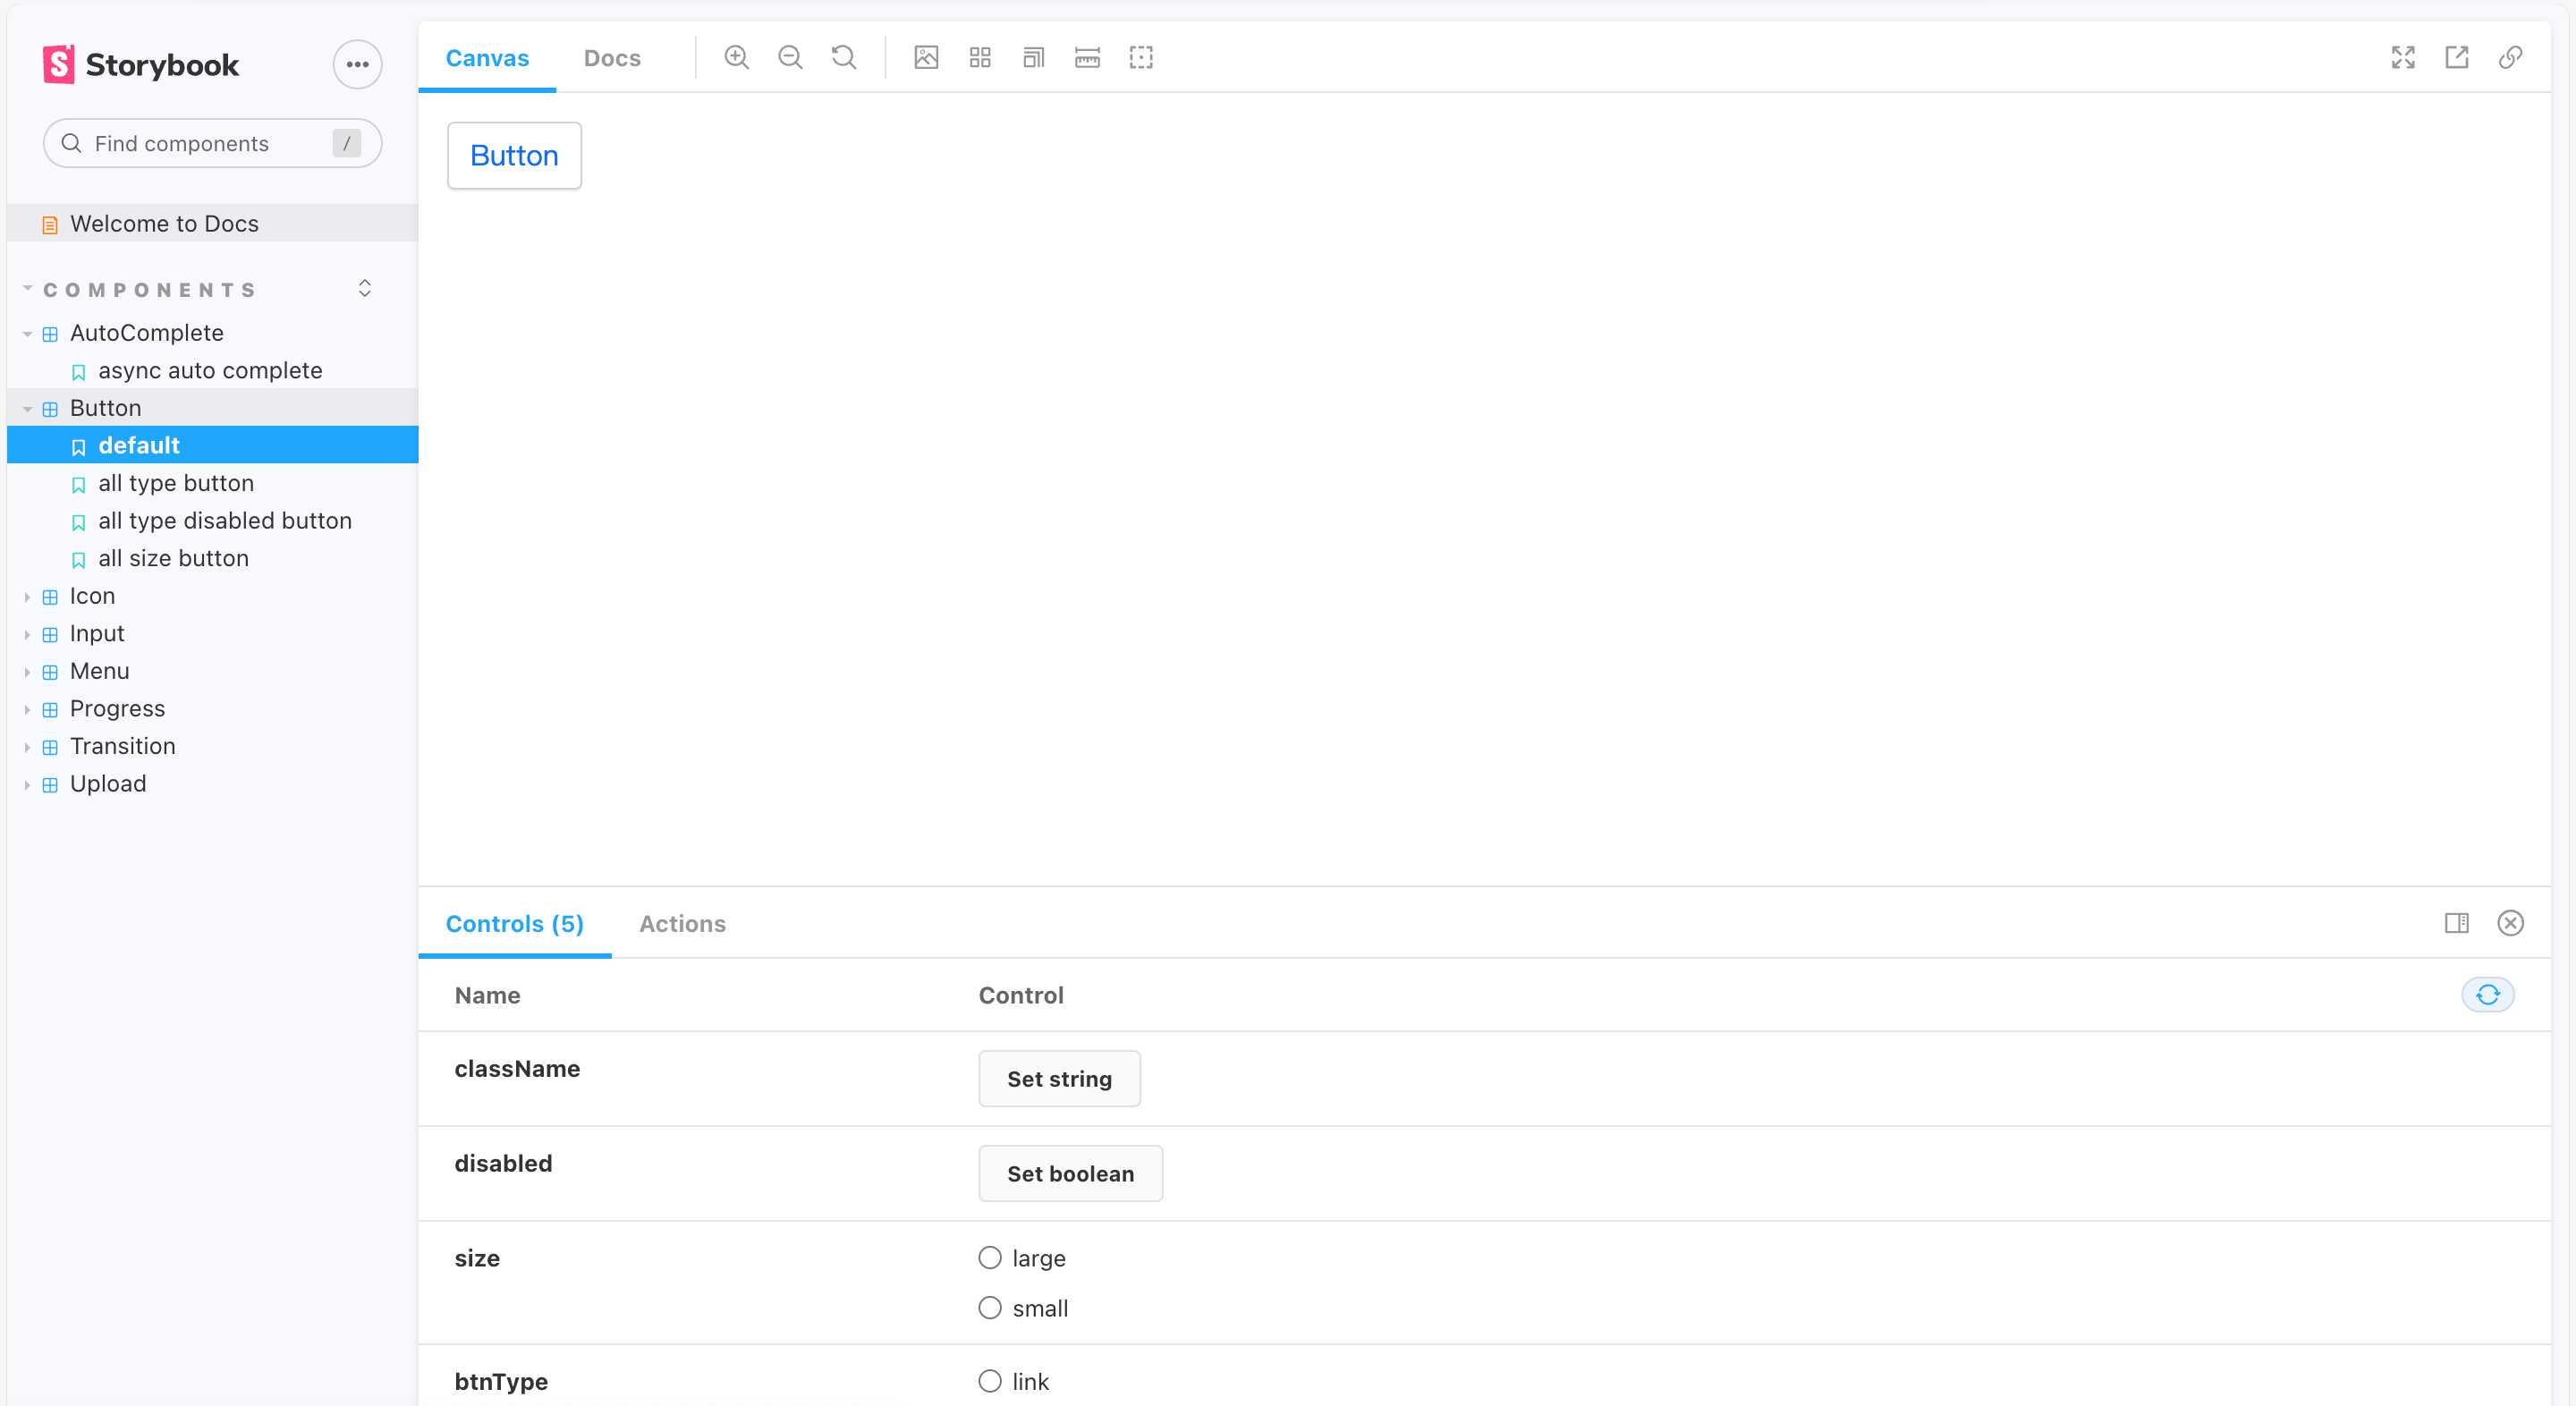 Storybook
Find components /
Welcome to Docs
COMPONENTS
AutoComplete
async auto complete
Button
default
all type button
all type disabled button
all size button
Icon
Input
Menu
Progress
Transition
Upload
Canvas Docs
Button
Controls (5) Actions
Name Control
className Set string
disabled Set boolean
size large
small
btnType link